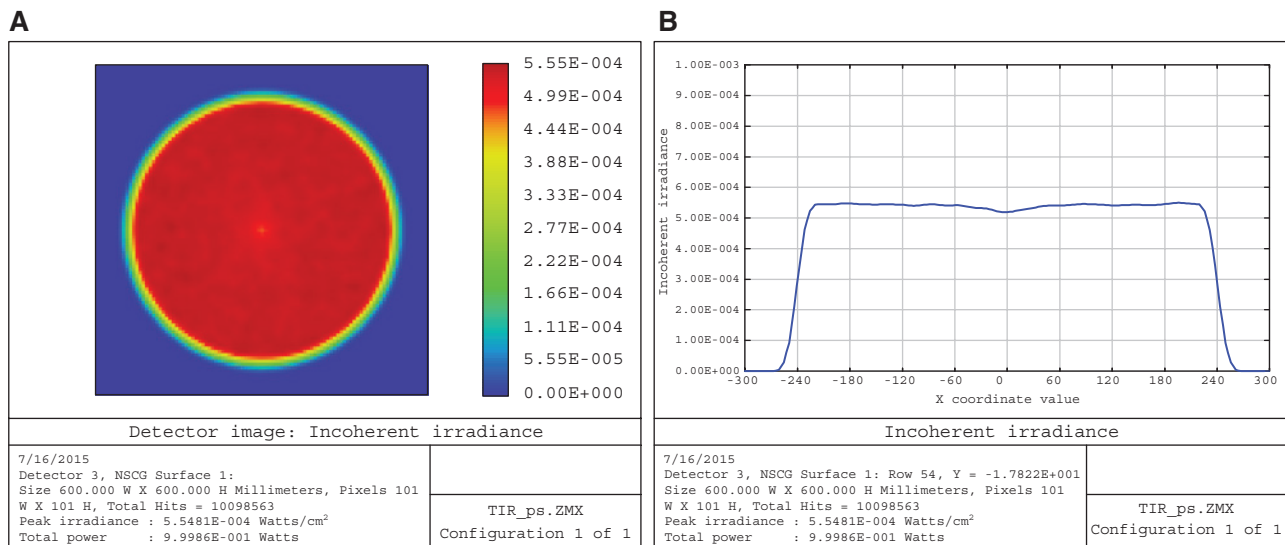 A
5.55E-004
4.99E-004
4.44E-004
3.88E-004
3.33E-004
2.77E-004
2.22E-004
1.66E-004
1.11E-004
5.55E-005
0.00E+000
Detector image: Incoherent irradiance
7/16/2015
Detector 3, NSCG Surface 1:
Size 600.000 W X 600.000 H Millimeters, Pixels 101
W X 101 H, Total Hits = 10098563
Peak irradiance : 5.5481E-004 Watts/cm²
Total power : 9.9986E-001 Watts
TIR_ps.ZMX
Configuration 1 of 1
B
Incoherent irradiance
1.00E-003
9.00E-004
8.00E-004
7.00E-004
6.00E-004
5.00E-004
4.00E-004
3.00E-004
2.00E-004
1.00E-004
0.00E+000
-300 -240 -180 -120 -60 0 60 120 180 240 300
X coordinate value
Incoherent irradiance
7/16/2015
Detector 3, NSCG Surface 1: Row 54, Y = -1.7822E+001
Size 600.000 W X 600.000 H Millimeters, Pixels 101
W X 101 H, Total Hits = 10098563
Peak irradiance : 5.5481E-004 Watts/cm²
Total power : 9.9986E-001 Watts
TIR_ps.ZMX
Configuration 1 of 1